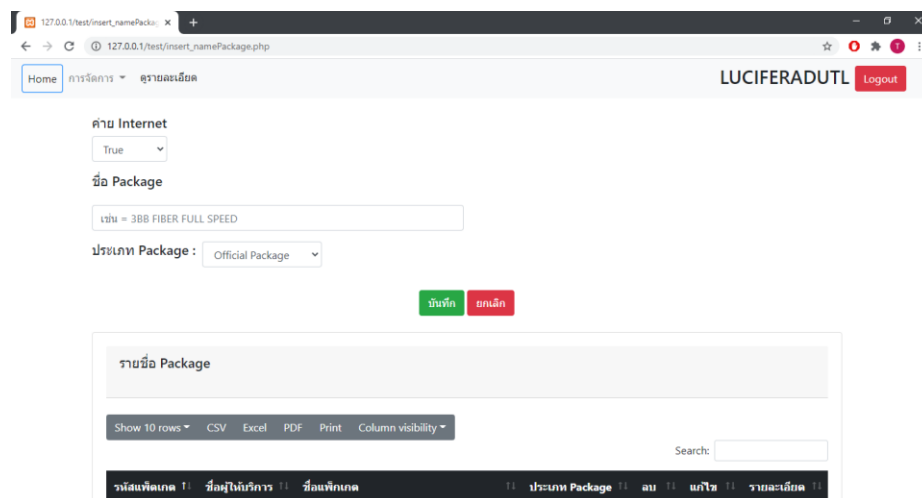 127.0.0.1/test/insert_namePackag
127.0.0.1/test/insert_namePackage.php
Home การจัดการ ดูรายละเอียด LUCIFERADUTL Logout
ค่าย Internet
True
ชื่อ Package
เช่น = 3BB FIBER FULL SPEED
ประเภท Package : Official Package
บันทึก ยกเลิก
รายชื่อ Package
Show 10 rows CSV Excel PDF Print Column visibility
Search:
รหัสแพ็ตเกต ชื่อผู้ให้บริการ ชื่อแพ็กเกต ประเภท Package ลบ แก้ไข รายละเอียด